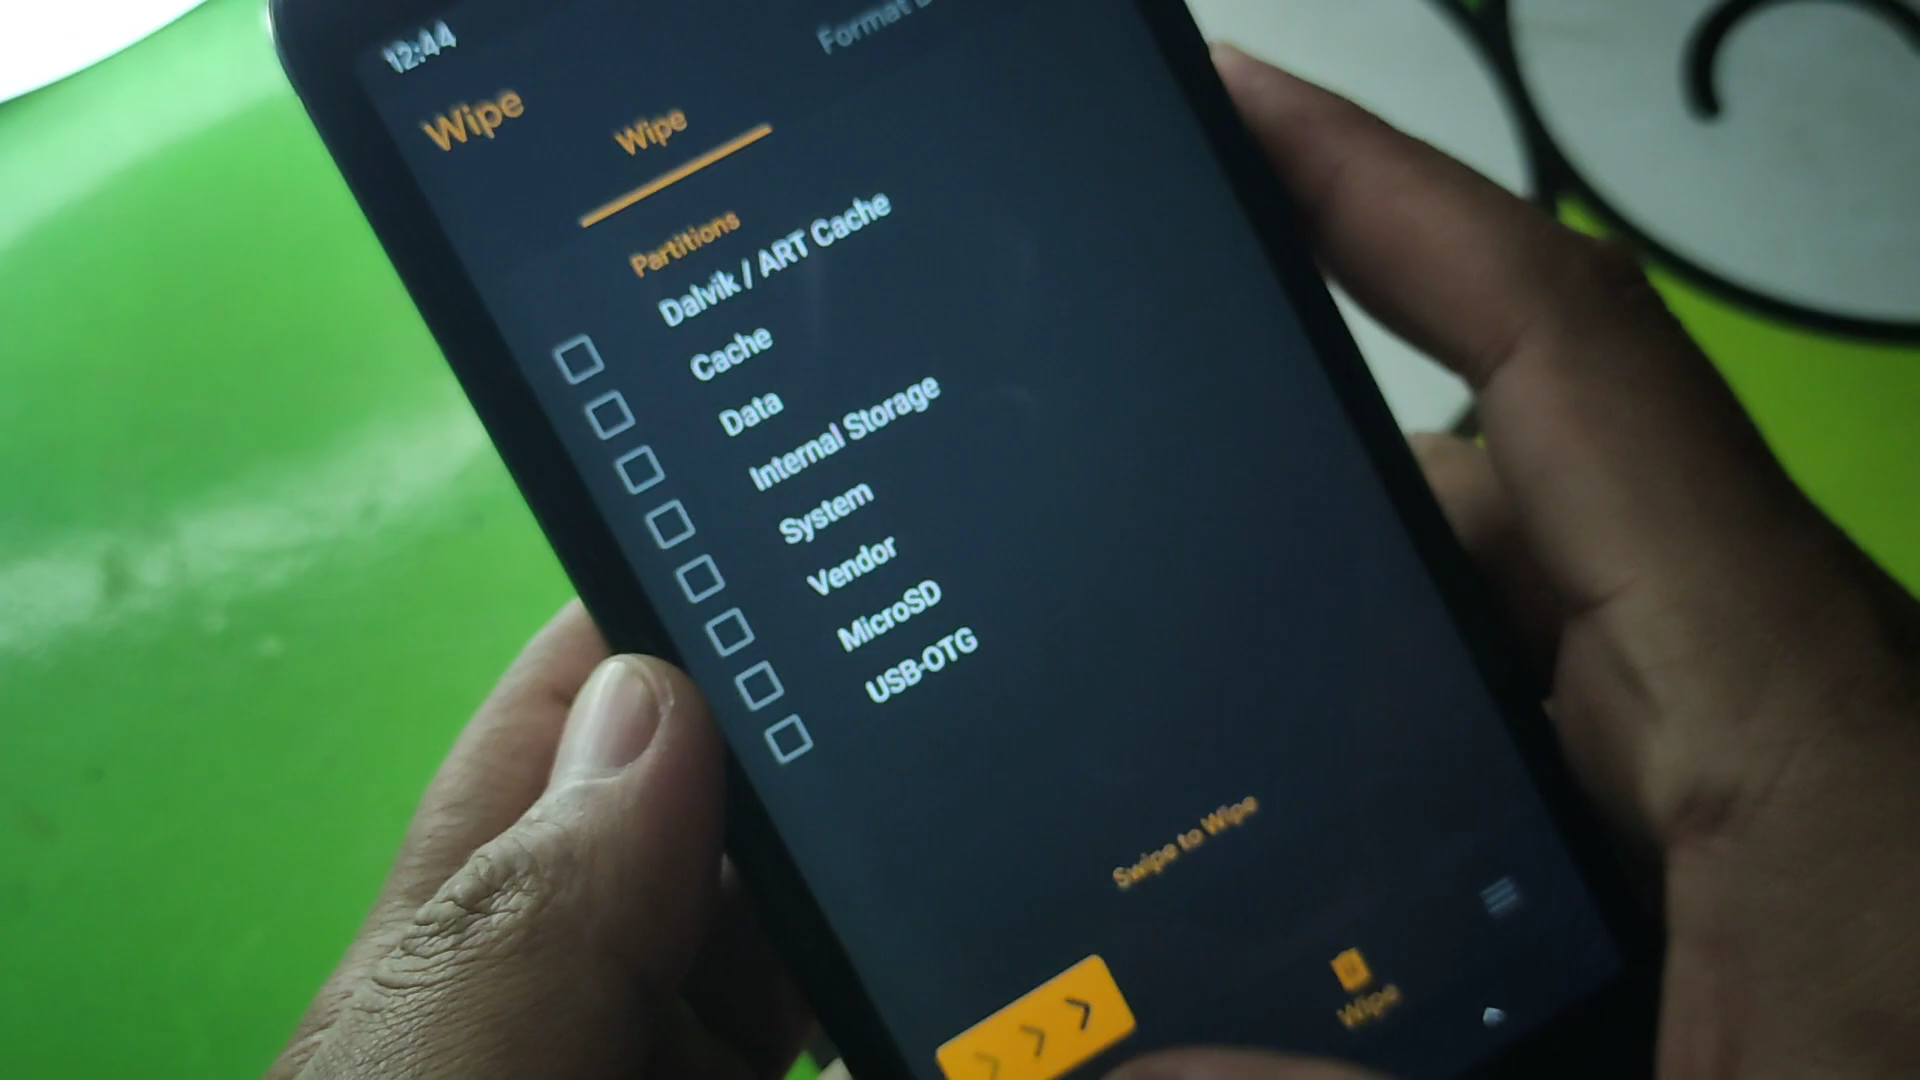 12:44
Wipe
Wipe
Format
Partitions
Dalvik / ART Cache
Cache
Data
Internal Storage
System
Vendor
MicroSD
USB-OTG
Swipe to Wipe
Wipe